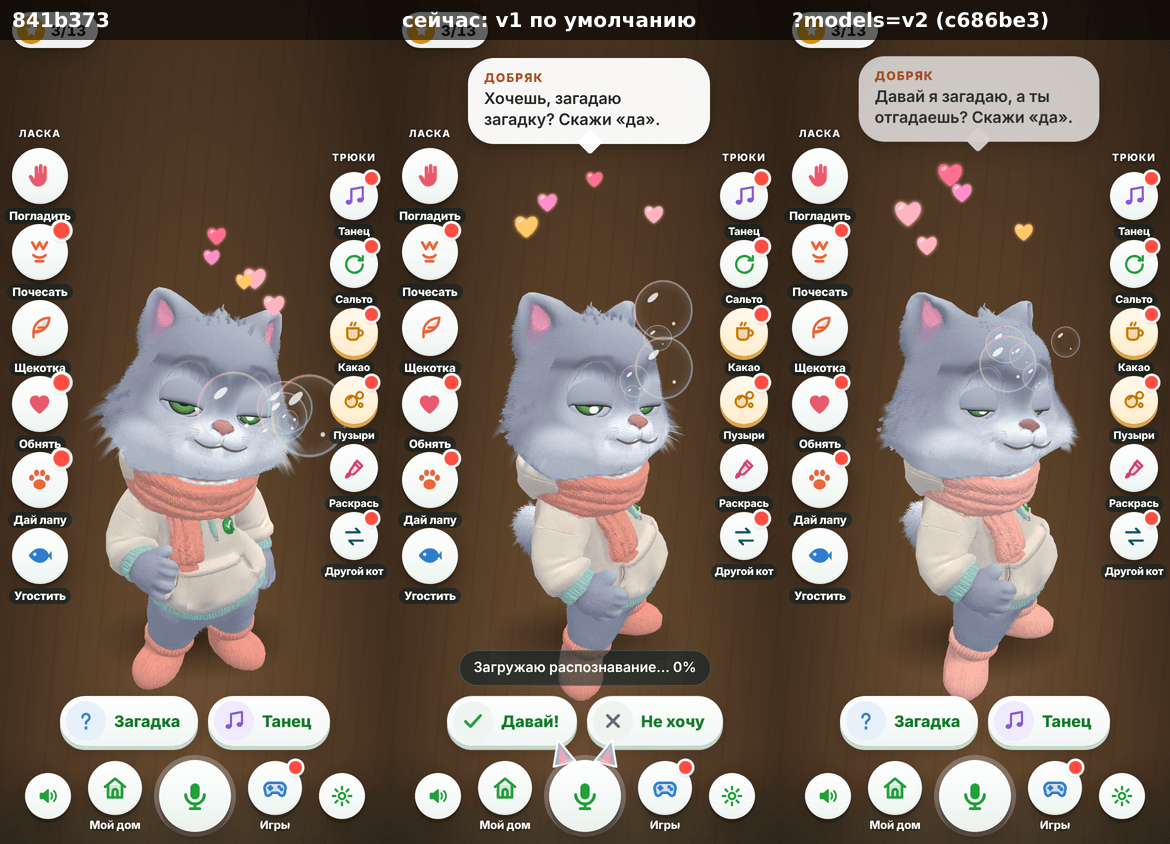 841b373
3/13
ЛАСКА
Погладить
Почесать
Щекотка
Обнять
Дай лапу
Угостить
ТРЮКИ
Танец
Сальто
Какао
Пузыри
Раскрась
Другой кот
Загадка
Танец
Мой дом
Игры
сейчас: v1 по умолчанию
3/13
ДОБРЯК
Хочешь, загадаю
загадку? Скажи «да».
ЛАСКА
Погладить
Почесать
Щекотка
Обнять
Дай лапу
Угостить
ТРЮКИ
Танец
Сальто
Какао
Пузыри
Раскрась
Другой кот
Загружаю распознавание... 0%
Давай!
Не хочу
Мой дом
Игры
?models=v2 (c686be3)
3/13
ДОБРЯК
Давай я загадаю, а ты
отгадаешь? Скажи «да».
ЛАСКА
Погладить
Почесать
Щекотка
Обнять
Дай лапу
Угостить
ТРЮКИ
Танец
Сальто
Какао
Пузыри
Раскрась
Другой кот
Загадка
Танец
Мой дом
Игры